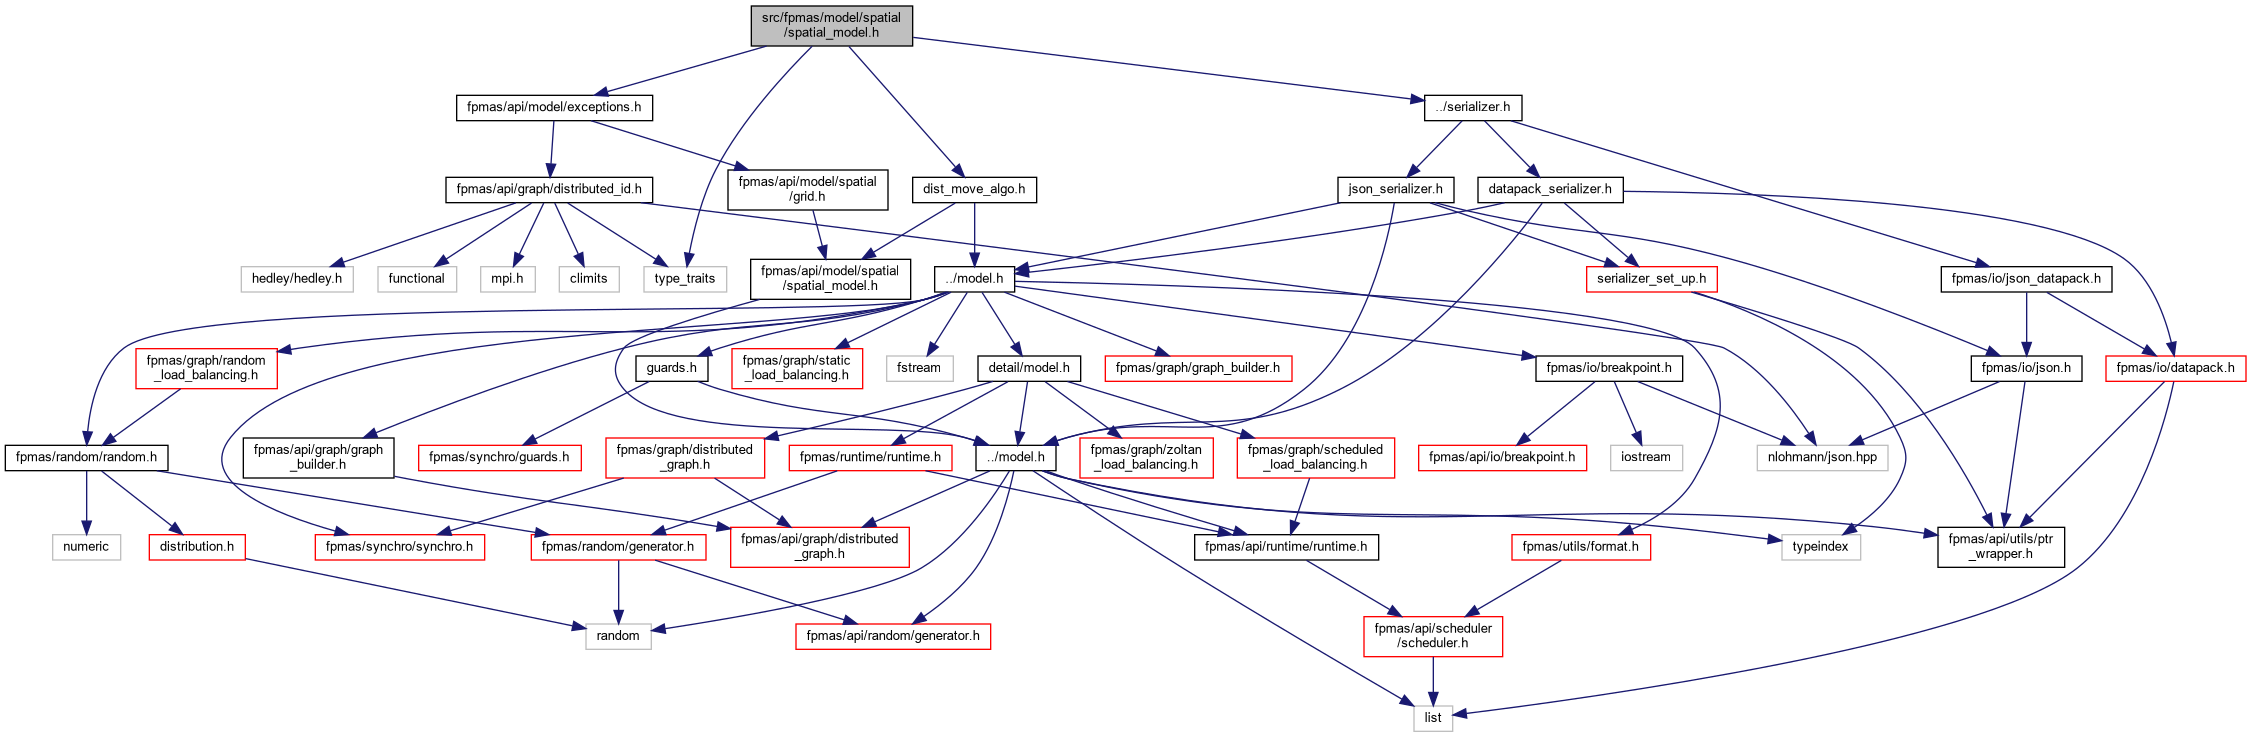 src/fpmas/model/spatial
/spatial_model.h
fpmas/api/model/exceptions.h
../serializer.h
fpmas/api/graph/distributed_id.h
fpmas/api/model/spatial
/grid.h
dist_move_algo.h
json_serializer.h
datapack_serializer.h
hedley/hedley.h
functional
mpi.h
climits
type_traits
fpmas/api/model/spatial
/spatial_model.h
../model.h
serializer_set_up.h
fpmas/io/json_datapack.h
fpmas/graph/random
_load_balancing.h
guards.h
fpmas/graph/static
_load_balancing.h
fstream
detail/model.h
fpmas/graph/graph_builder.h
fpmas/io/breakpoint.h
fpmas/io/json.h
fpmas/io/datapack.h
fpmas/random/random.h
fpmas/api/graph/graph
_builder.h
fpmas/synchro/guards.h
fpmas/graph/distributed
_graph.h
fpmas/runtime/runtime.h
../model.h
fpmas/graph/zoltan
_load_balancing.h
fpmas/graph/scheduled
_load_balancing.h
fpmas/api/io/breakpoint.h
iostream
nlohmann/json.hpp
numeric
distribution.h
fpmas/synchro/synchro.h
fpmas/random/generator.h
fpmas/api/graph/distributed
_graph.h
fpmas/api/runtime/runtime.h
fpmas/utils/format.h
typeindex
fpmas/api/utils/ptr
_wrapper.h
random
fpmas/api/random/generator.h
fpmas/api/scheduler
/scheduler.h
list